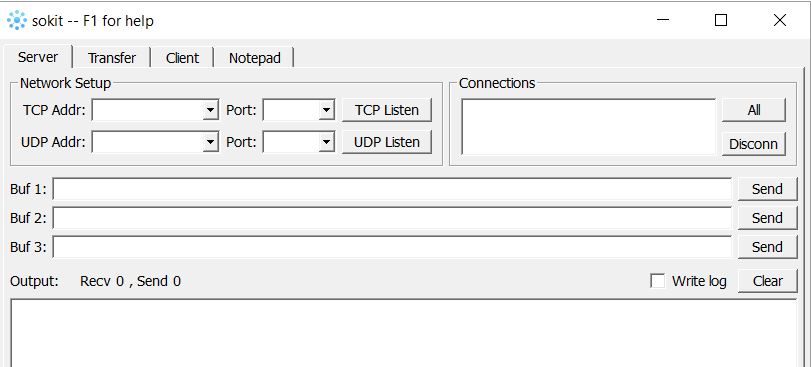 sokit -- F1 for help
Server Transfer Client Notepad
Network Setup
TCP Addr: Port: TCP Listen
UDP Addr: Port: UDP Listen
Connections
All
Disconn
Buf 1: Send
Buf 2: Send
Buf 3: Send
Output: Recv 0 , Send 0 Write log Clear